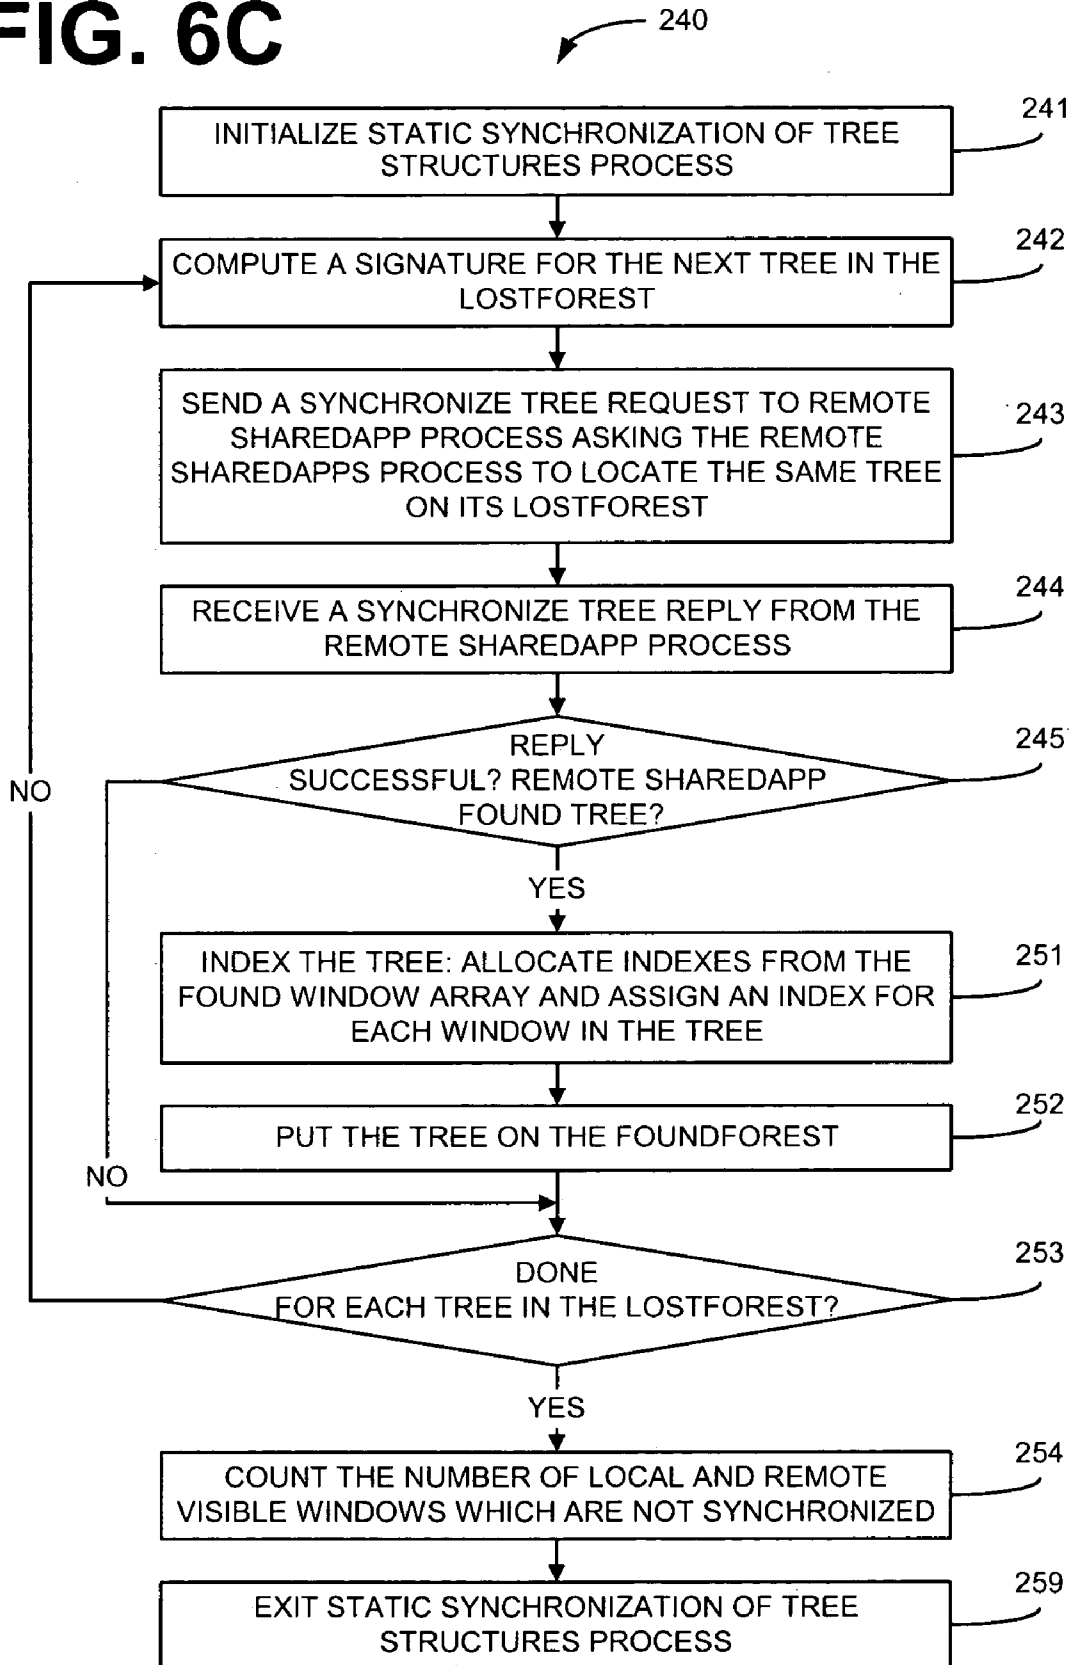 FIG. 6C
240
INITIALIZE STATIC SYNCHRONIZATION OF TREE
STRUCTURES PROCESS
241
COMPUTE A SIGNATURE FOR THE NEXT TREE IN THE
LOSTFOREST
242
SEND A SYNCHRONIZE TREE REQUEST TO REMOTE
SHAREDAPP PROCESS ASKING THE REMOTE
SHAREDAPPS PROCESS TO LOCATE THE SAME TREE
ON ITS LOSTFOREST
243
RECEIVE A SYNCHRONIZE TREE REPLY FROM THE
REMOTE SHAREDAPP PROCESS
244
REPLY
SUCCESSFUL? REMOTE SHAREDAPP
FOUND TREE?
245
NO
YES
INDEX THE TREE: ALLOCATE INDEXES FROM THE
FOUND WINDOW ARRAY AND ASSIGN AN INDEX FOR
EACH WINDOW IN THE TREE
251
PUT THE TREE ON THE FOUNDFOREST
252
NO
DONE
FOR EACH TREE IN THE LOSTFOREST?
253
YES
COUNT THE NUMBER OF LOCAL AND REMOTE
VISIBLE WINDOWS WHICH ARE NOT SYNCHRONIZED
254
EXIT STATIC SYNCHRONIZATION OF TREE
STRUCTURES PROCESS
259